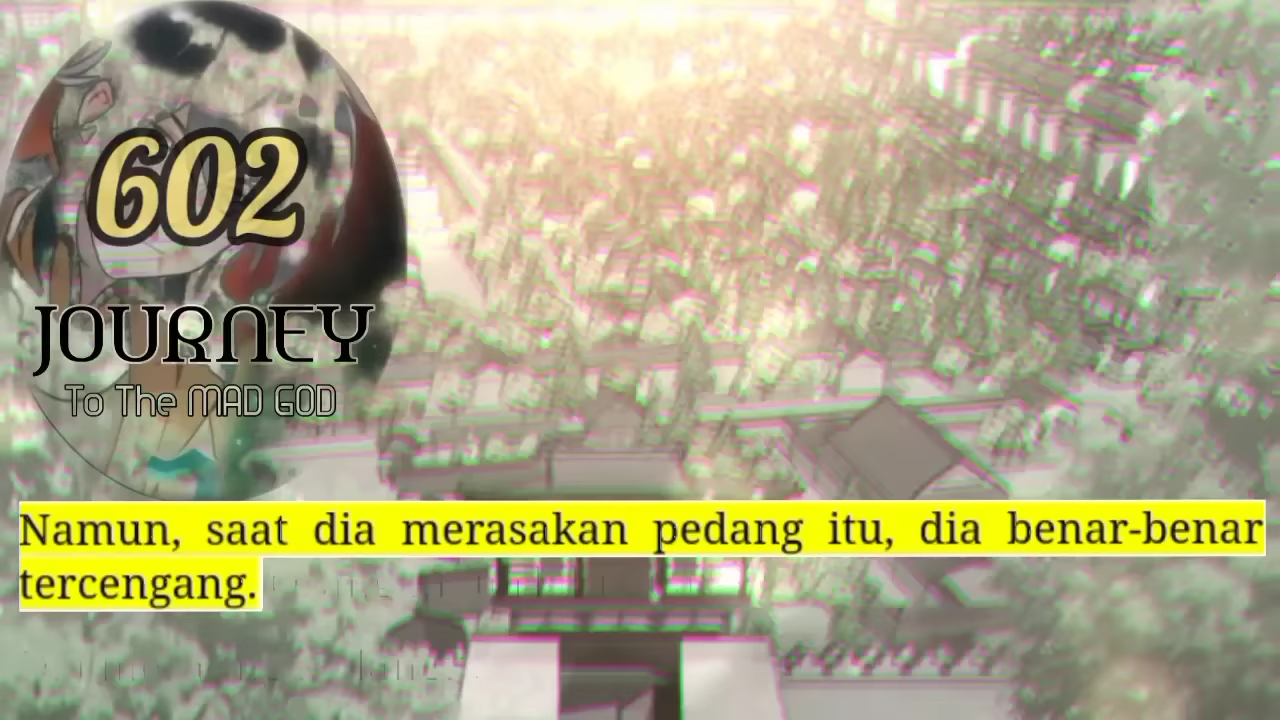 602
JOURNEY
To The MAD GOD
Namun, saat dia merasakan pedang itu, dia benar-benar
tercengang.